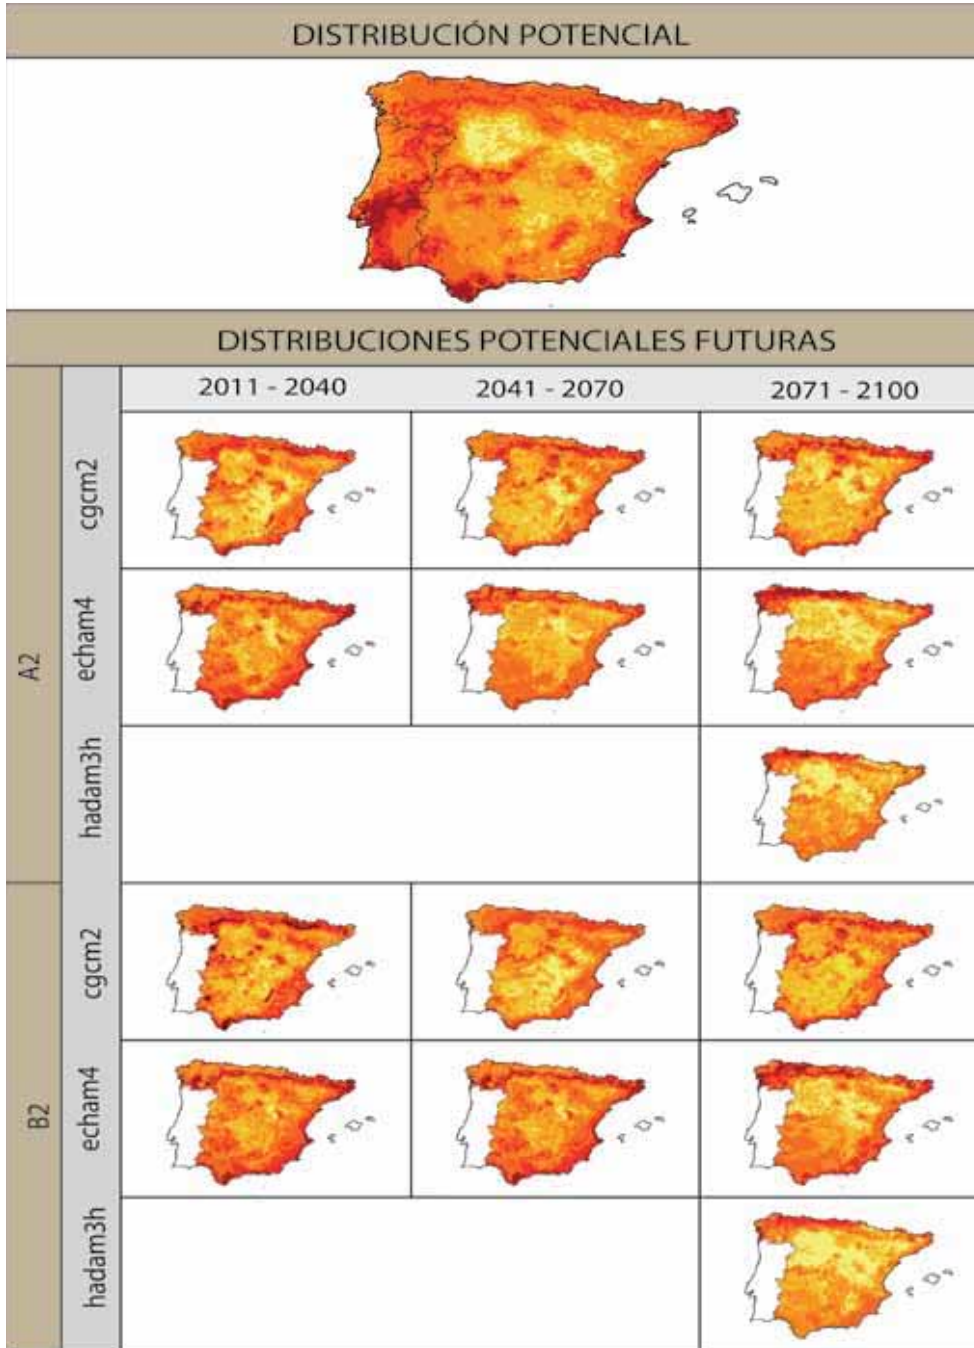 DISTRIBUCIÓN POTENCIAL
DISTRIBUCIONES POTENCIALES FUTURAS
2011 - 2040
2041 - 2070
2071 - 2100
A2
cgcm2
echam4
hadam3h
B2
cgcm2
echam4
hadam3h